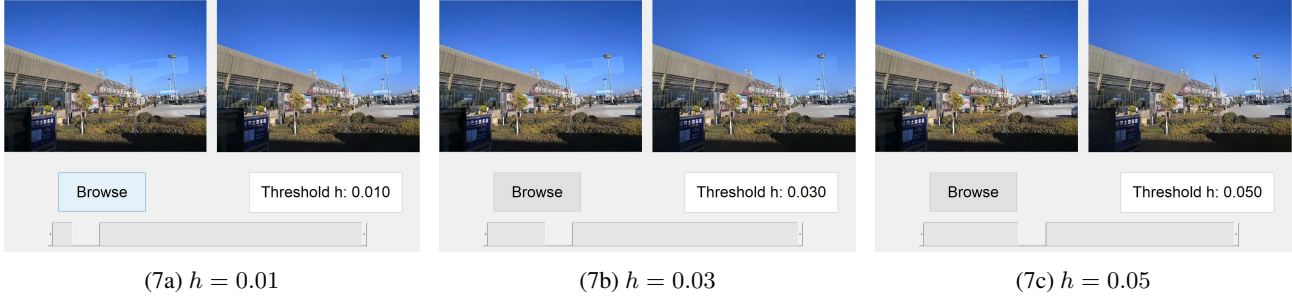 Browse Threshold h: 0.010 Browse Threshold h: 0.030 Browse Threshold h: 0.050
(7a) h = 0.01 (7b) h = 0.03 (7c) h = 0.05